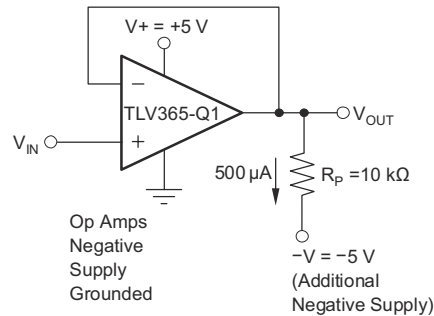 V+ = +5 V
−
TLV365-Q1
+
V_IN
V_OUT
500 µA
R_P =10 kΩ
Op Amps
Negative
Supply
Grounded
−V = −5 V
(Additional
Negative Supply)